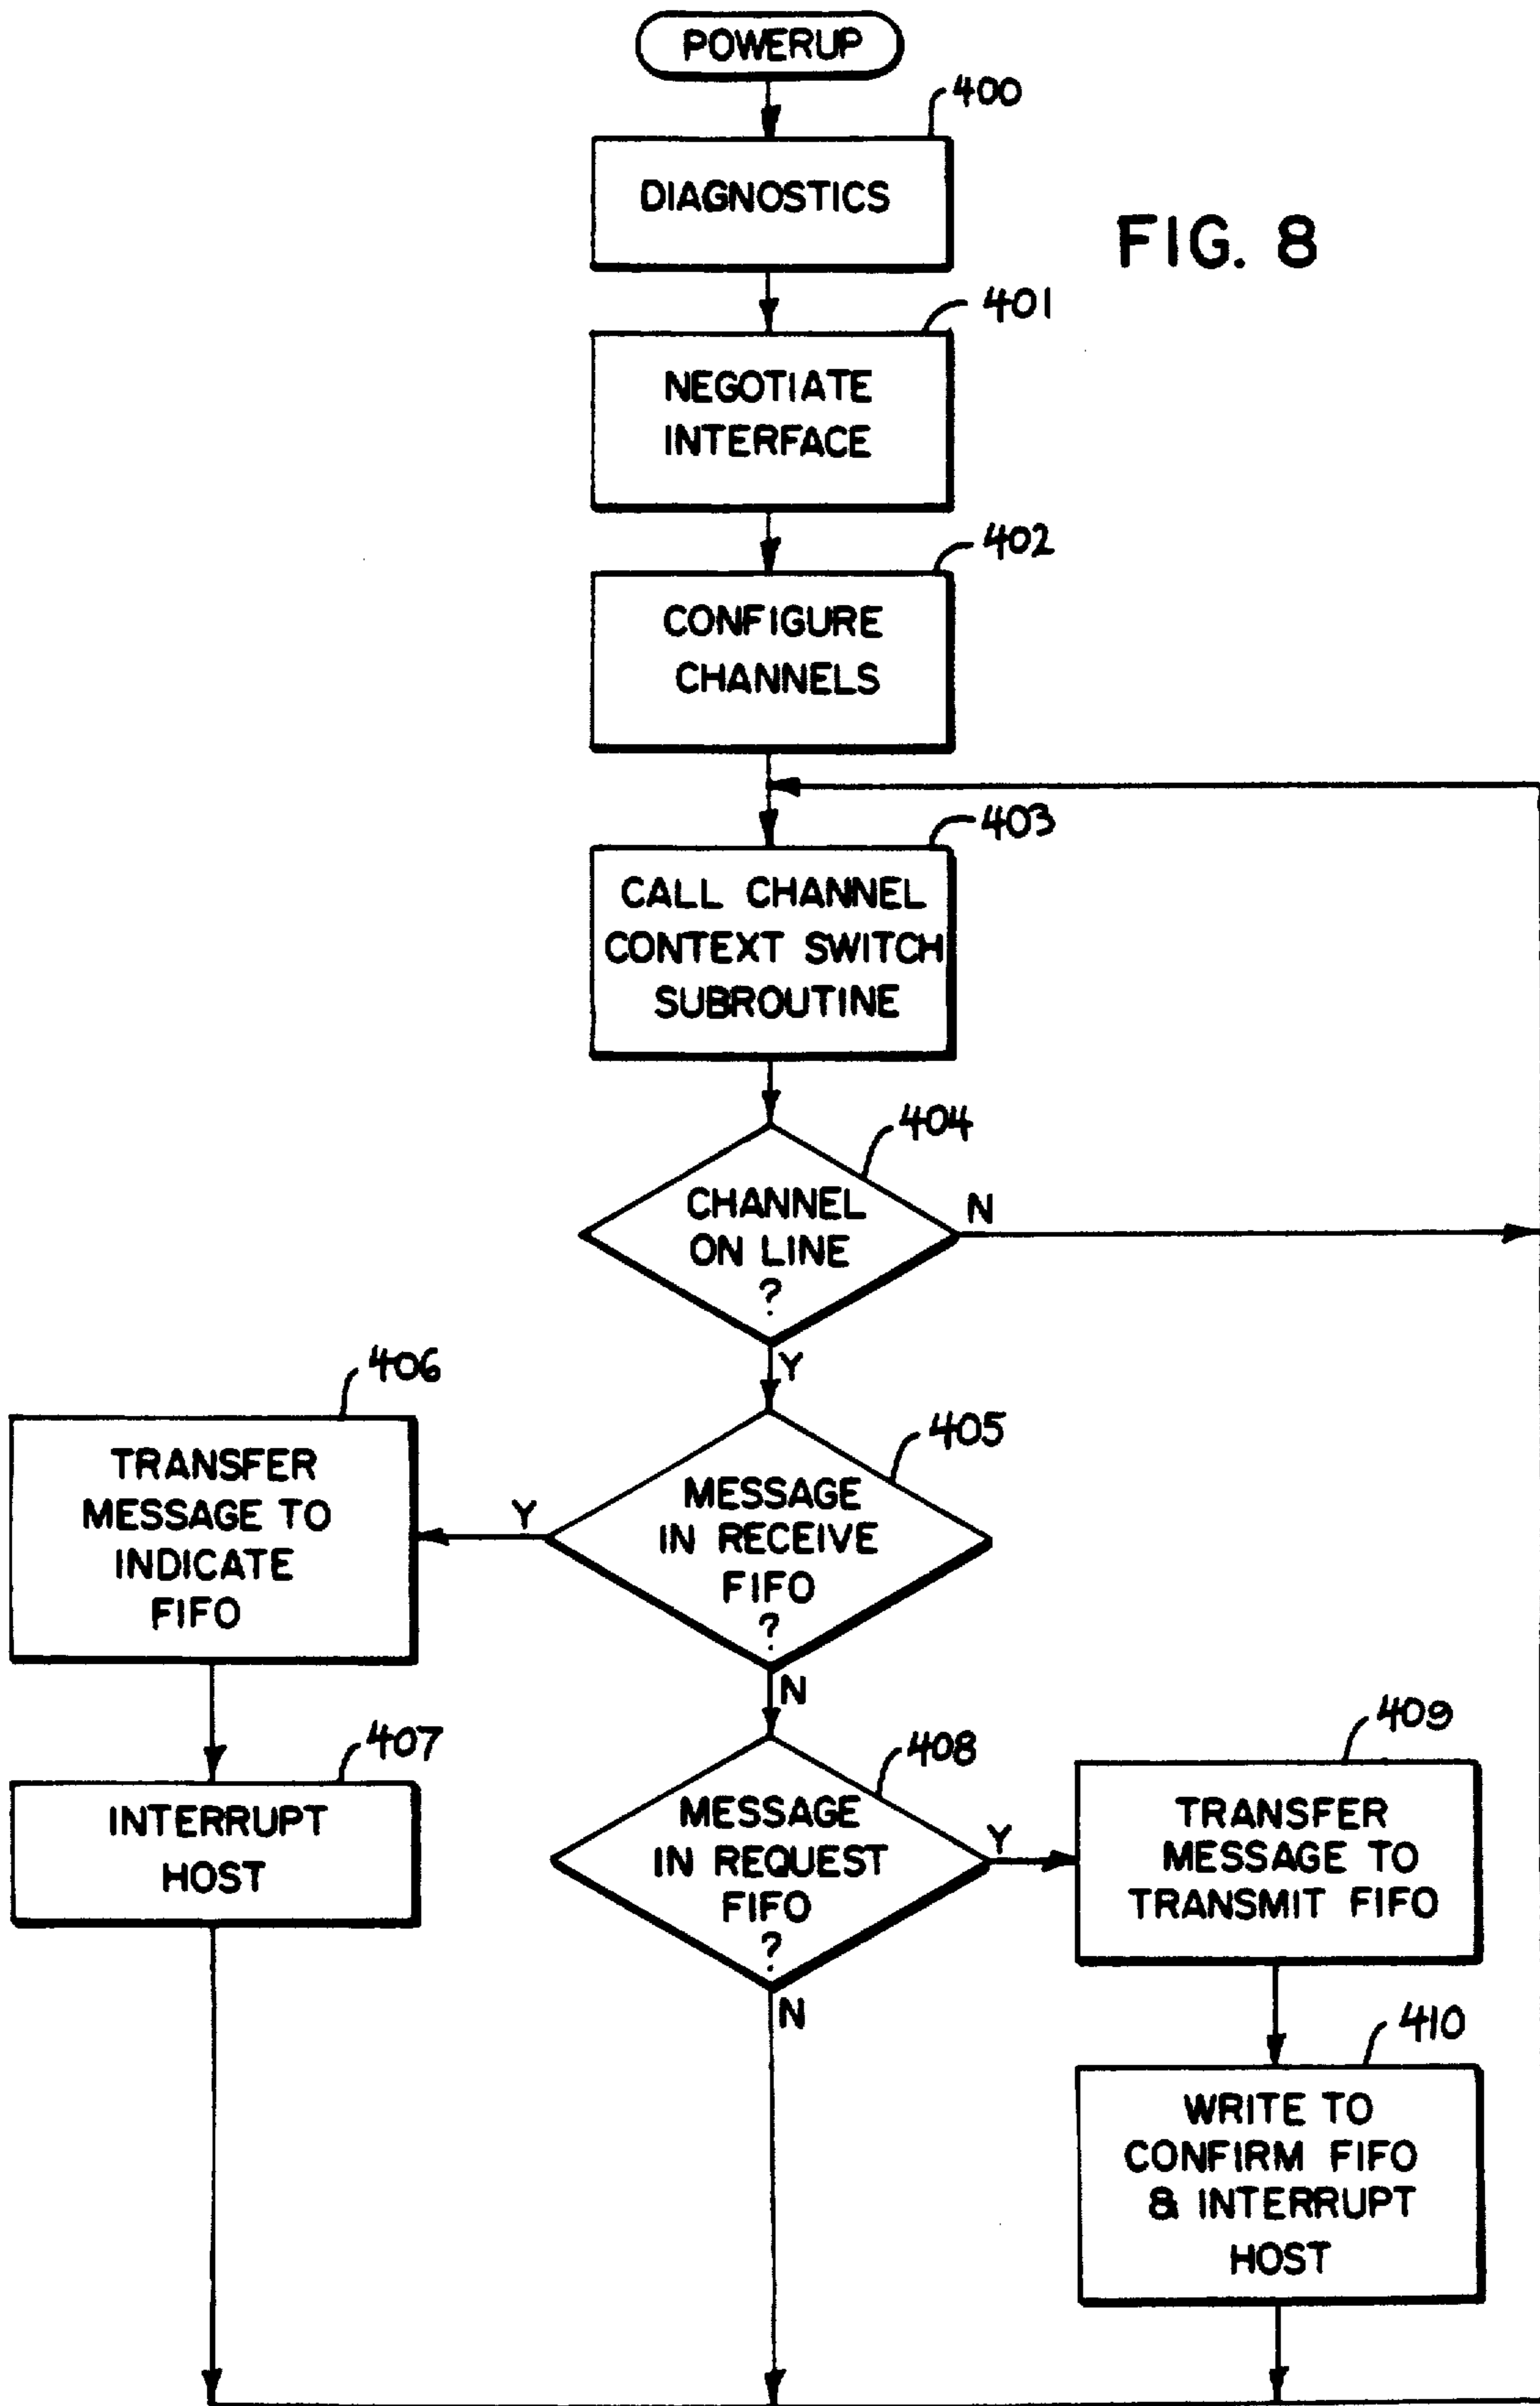 POWERUP
400
DIAGNOSTICS
FIG. 8
401
NEGOTIATE
INTERFACE
402
CONFIGURE
CHANNELS
403
CALL CHANNEL
CONTEXT SWITCH
SUBROUTINE
404
CHANNEL
ON LINE
?
N
Y
406
TRANSFER
MESSAGE TO
INDICATE
FIFO
405
MESSAGE
IN RECEIVE
FIFO
?
Y
N
407
INTERRUPT
HOST
408
MESSAGE
IN REQUEST
FIFO
?
Y
N
409
TRANSFER
MESSAGE TO
TRANSMIT FIFO
410
WRITE TO
CONFIRM FIFO
& INTERRUPT
HOST